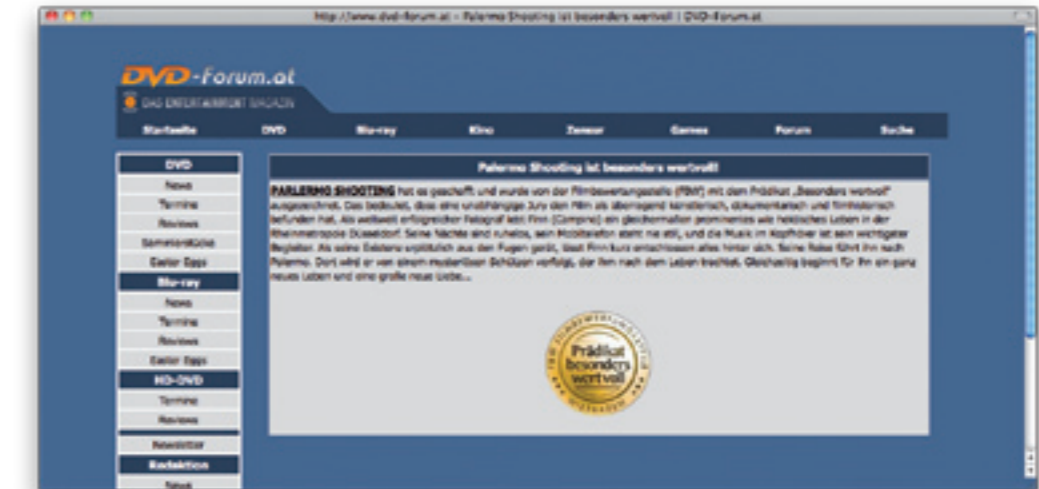 http://www.dvd-forum.at - Palermo Shooting ist besonders wertvoll | DVD-Forum.at
DVD-Forum.at
DAS ENTERTAINMENT MAGAZIN
Startseite DVD Blu-ray Kino Zensur Games Forum Suche
DVD
News
Termine
Reviews
Sammlerstücke
Easter Eggs
Blu-ray
News
Termine
Reviews
Easter Eggs
HD-DVD
Termine
Reviews
Newsletter
Redaktion
News
Palermo Shooting ist besonders wertvoll!
PARLERMO SHOOTING hat es geschafft und wurde von der Filmbewertungsstelle (FBW) mit dem Prädikat „Besonders wertvoll"
ausgezeichnet. Das bedeutet, dass eine unabhängige Jury den Film als überragend künstlerisch, dokumentarisch und filmhistorisch
befunden hat. Als weltweit erfolgreicher Fotograf lebt Finn (Campino) ein gleichermaßen prominentes wie hektisches Leben in der
Rheinmetropole Düsseldorf. Seine Nächte sind ruhelos, sein Mobiltelefon steht nie still, und die Musik im Kopfhörer ist sein wichtigster
Begleiter. Als seine Existenz urplötzlich aus den Fugen gerät, lässt Finn kurz entschlossen alles hinter sich. Seine Reise führt ihn nach
Palermo. Dort wird er von einem mysteriösen Schützen verfolgt, der ihm nach dem Leben trachtet. Gleichzeitig beginnt für ihn ein ganz
neues Leben und eine große neue Liebe...
Prädikat
besonders
wertvoll